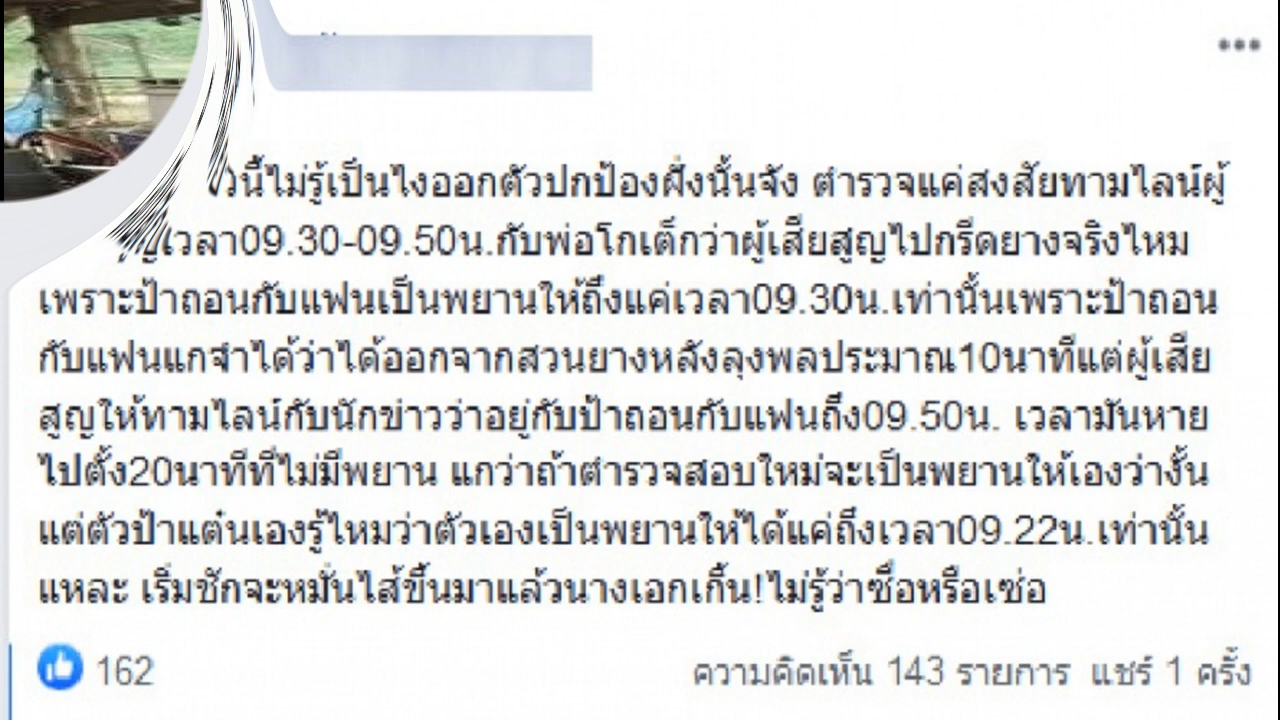 นี้ไม่รู้เป็นไงออกตัวปกป้องฝั่งนั้นจัง ตำรวจแค่สงสัยทามไลน์ผู้
เวลา09.30-09.50น.กับพ่อโกเด็กว่าผู้เสียสูญไปกรีดยางจริงไหม
เพราะป้าถอนกับแฟนเป็นพยานให้ถึงแค่เวลา09.30น.เท่านั้นเพราะป้าถอน
กับแฟนแกจำได้ว่าได้ออกจากสวนยางหลังลุงพลประมาณ10นาทีแต่ผู้เสีย
สูญให้ทามไลน์กับนักข่าวว่าอยู่กับป้าถอนกับแฟนถึง09.50น. เวลามันหาย
ไปตั้ง20นาทีที่ไม่มีพยาน แกว่าถ้าตำรวจสอบใหม่จะเป็นพยานให้เองว่างั้น
แต่ตัวป้าแต๋นเองรู้ไหมว่าตัวเองเป็นพยานให้ได้แค่ถึงเวลา09.22น.เท่านั้น
แหละ เริ่มชักจะหมั่นไส้ขึ้นมาแล้วนางเอกเกิ้น!ไม่รู้ว่าซื่อหรือเซ่อ
162 ความคิดเห็น 143 รายการ แชร์ 1 ครั้ง